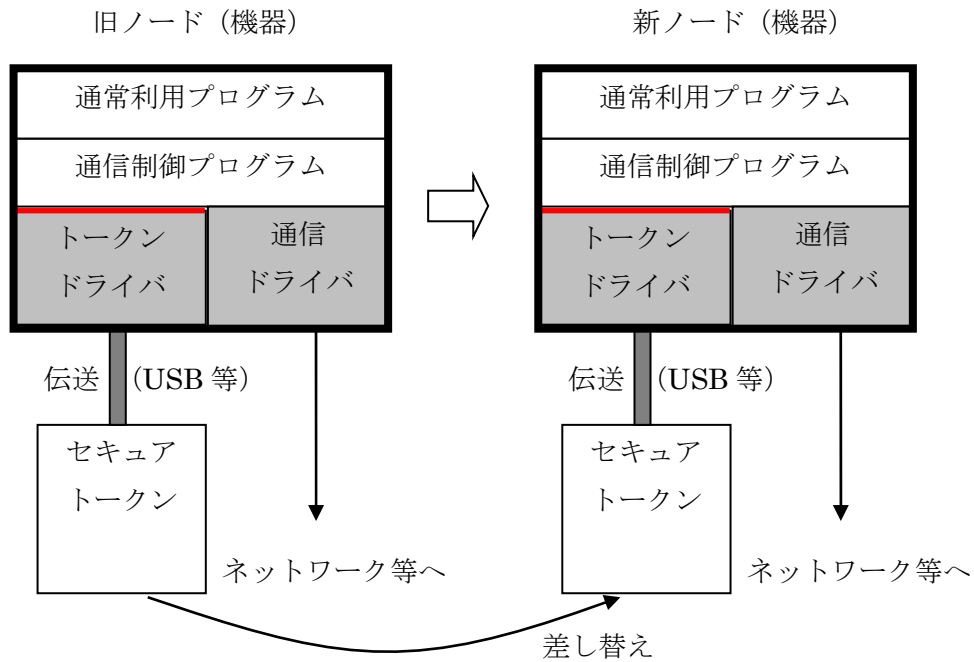 旧ノード（機器）
通常利用プログラム
通信制御プログラム
トークン
ドライバ
通信
ドライバ
伝送（USB 等）
セキュア
トークン
ネットワーク等へ
新ノード（機器）
通常利用プログラム
通信制御プログラム
トークン
ドライバ
通信
ドライバ
伝送（USB 等）
セキュア
トークン
ネットワーク等へ
差し替え